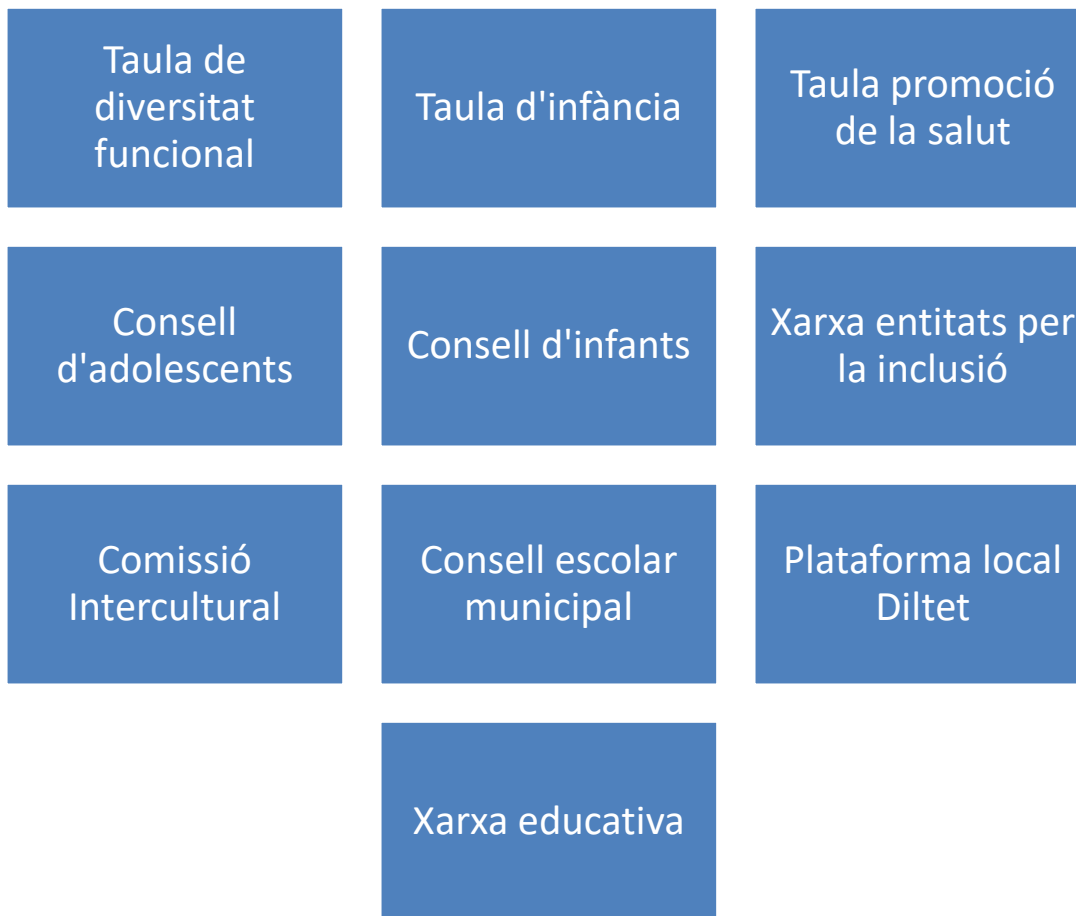 Taula de
diversitat
funcional
Taula d'infància
Taula promoció
de la salut
Consell
d'adolescents
Consell d'infants
Xarxa entitats per
la inclusió
Comissió
Intercultural
Consell escolar
municipal
Plataforma local
Diltet
Xarxa educativa